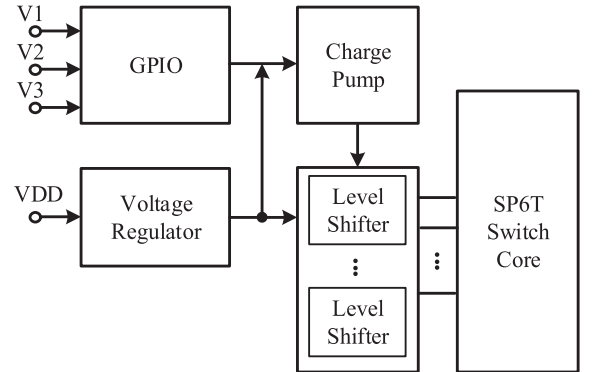 V1
V2
V3
GPIO
Charge
Pump
VDD
Voltage
Regulator
Level
Shifter
Level
Shifter
SP6T
Switch
Core